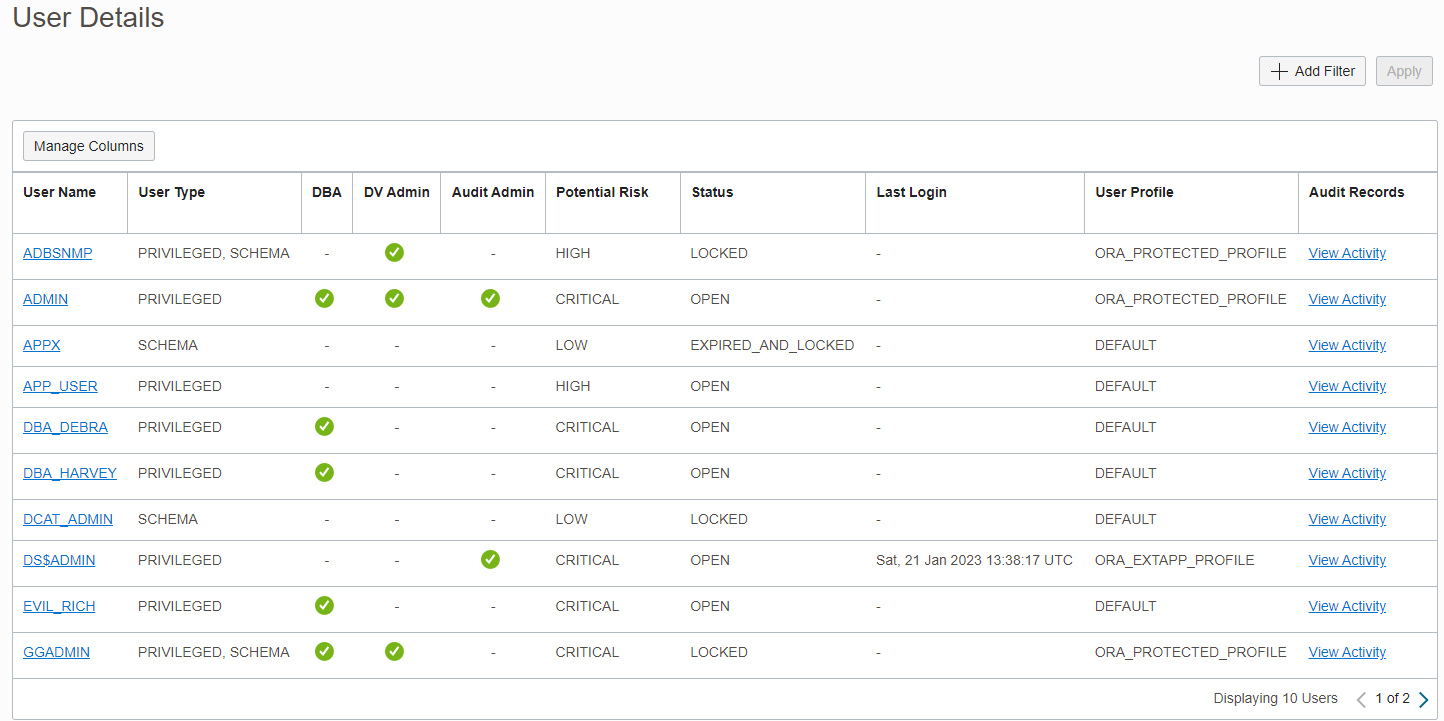 User Details
Add Filter Apply
Manage Columns
User Name User Type DBA DV Admin Audit Admin Potential Risk Status Last Login User Profile Audit Records
ADBSNMP PRIVILEGED, SCHEMA - - HIGH LOCKED - ORA_PROTECTED_PROFILE View Activity
ADMIN PRIVILEGED CRITICAL OPEN - ORA_PROTECTED_PROFILE View Activity
APPX SCHEMA - - - LOW EXPIRED_AND_LOCKED - DEFAULT View Activity
APP_USER PRIVILEGED - - - HIGH OPEN - DEFAULT View Activity
DBA_DEBRA PRIVILEGED - - CRITICAL OPEN - DEFAULT View Activity
DBA_HARVEY PRIVILEGED - - CRITICAL OPEN - DEFAULT View Activity
DCAT_ADMIN SCHEMA - - - LOW LOCKED - DEFAULT View Activity
DS$ADMIN PRIVILEGED - - CRITICAL OPEN Sat, 21 Jan 2023 13:38:17 UTC ORA_EXTAPP_PROFILE View Activity
EVIL_RICH PRIVILEGED - - CRITICAL OPEN - DEFAULT View Activity
GGADMIN PRIVILEGED, SCHEMA - CRITICAL LOCKED - ORA_PROTECTED_PROFILE View Activity
Displaying 10 Users 1 of 2